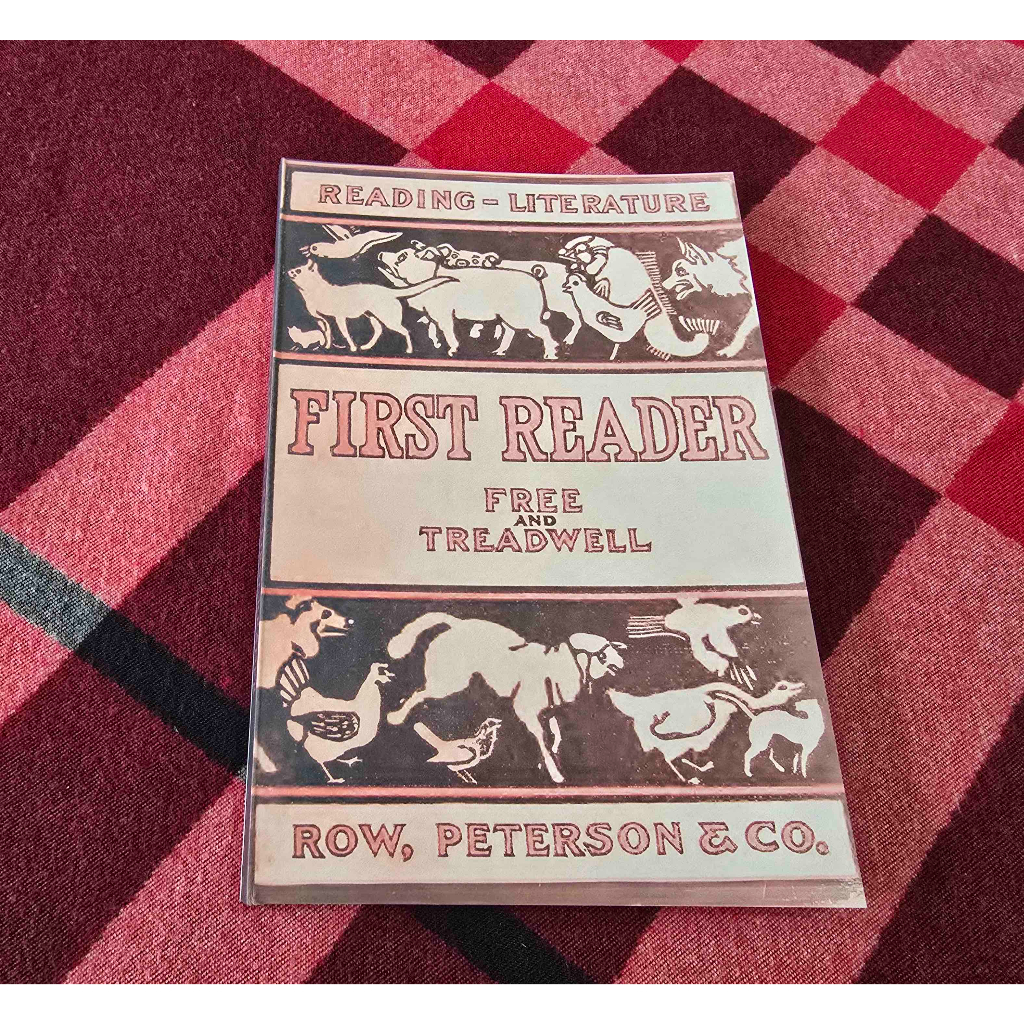 READING - LITERATURE
FIRST READER
FREE
AND
TREADWELL
ROW, PETERSON & CO.